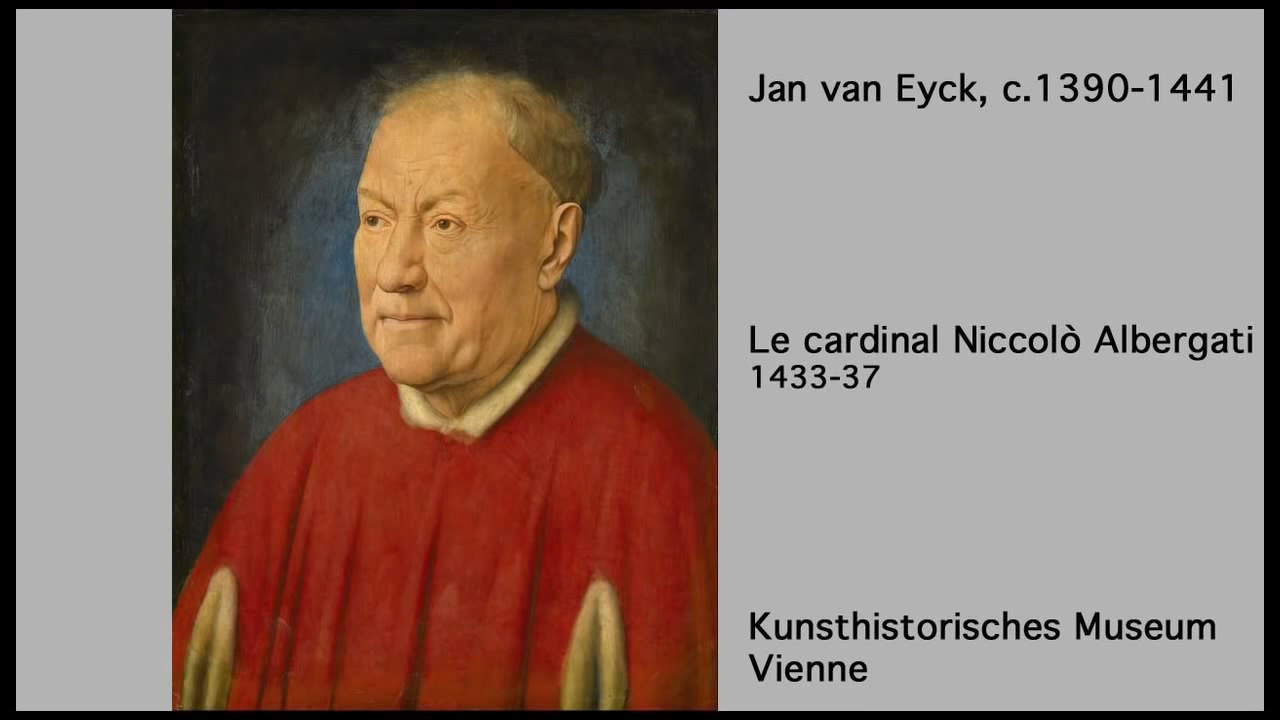 Jan van Eyck, c.1390-1441
Le cardinal Niccolò Albergati
1433-37
Kunsthistorisches Museum
Vienne